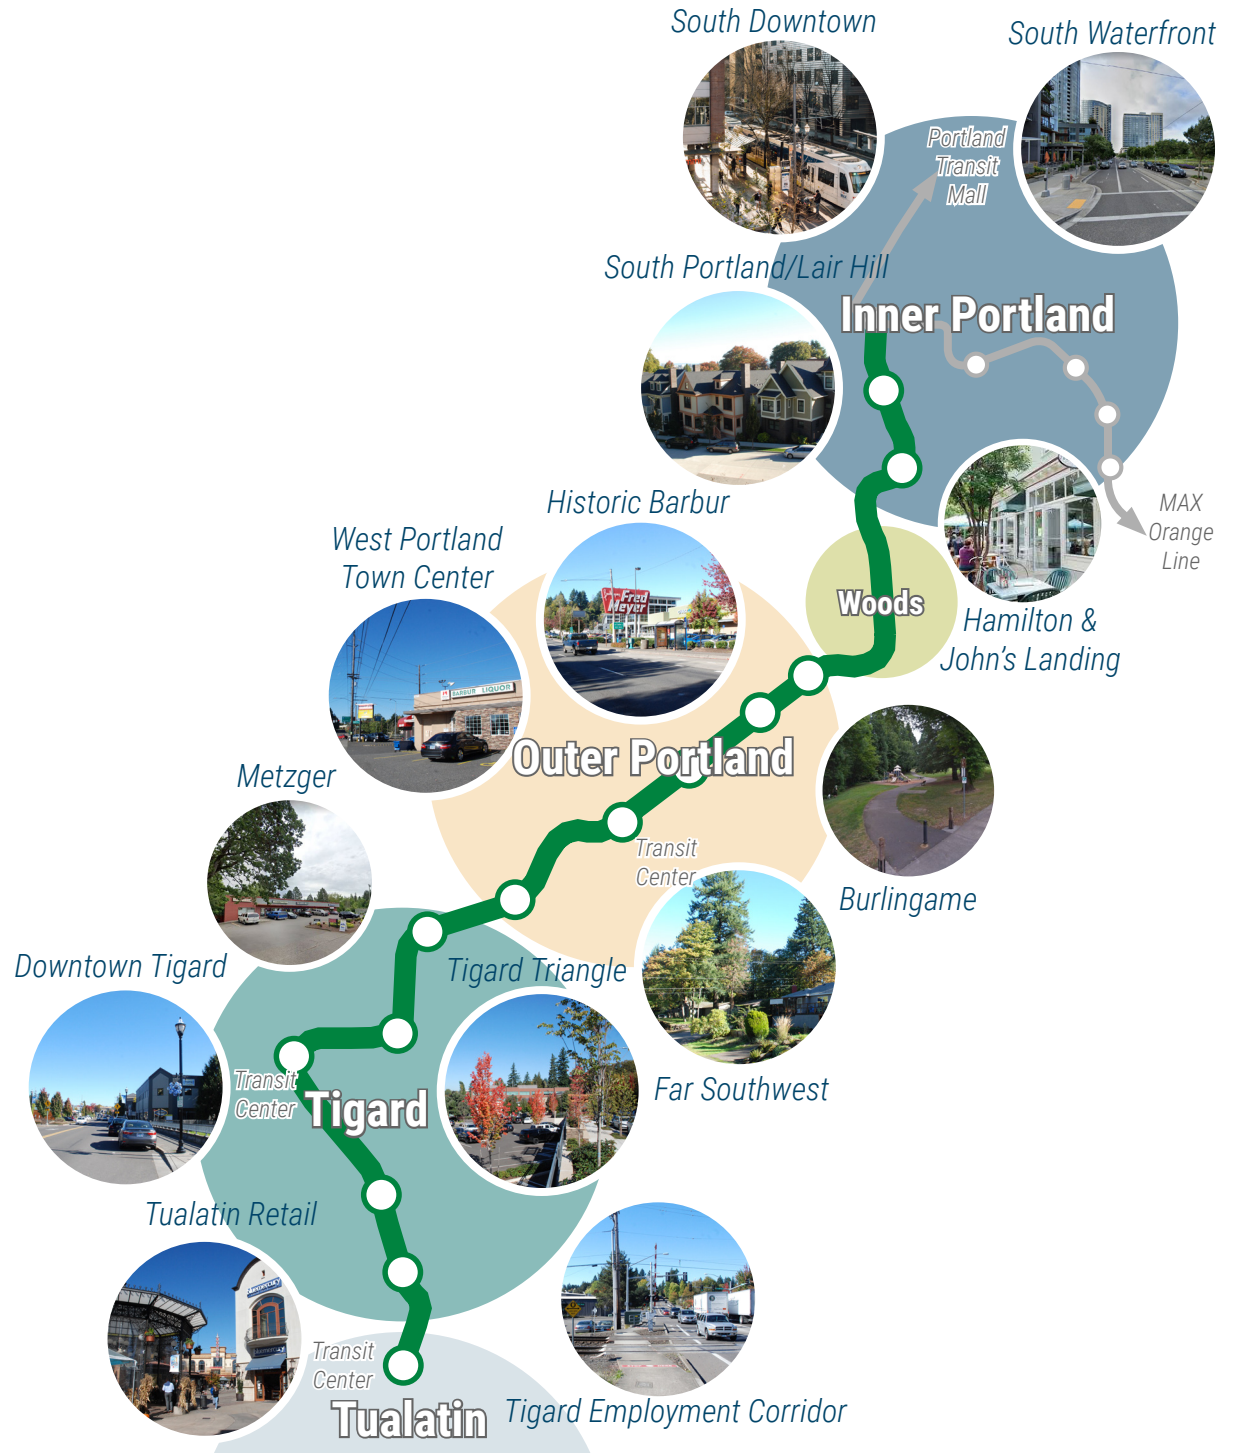 South Downtown
South Waterfront
Portland
Transit
Mall
South Portland/Lair Hill
Inner Portland
MAX
Orange
Line
Historic Barbur
West Portland
Town Center
Fred
Meyer
Woods
Hamilton &
John's Landing
BARBUR LIQUOR
Outer Portland
Metzger
Transit
Center
Burlingame
Downtown Tigard
Tigard Triangle
Far Southwest
Transit
Center
Tigard
Tualatin Retail
Transit
Center
Tualatin
Tigard Employment Corridor